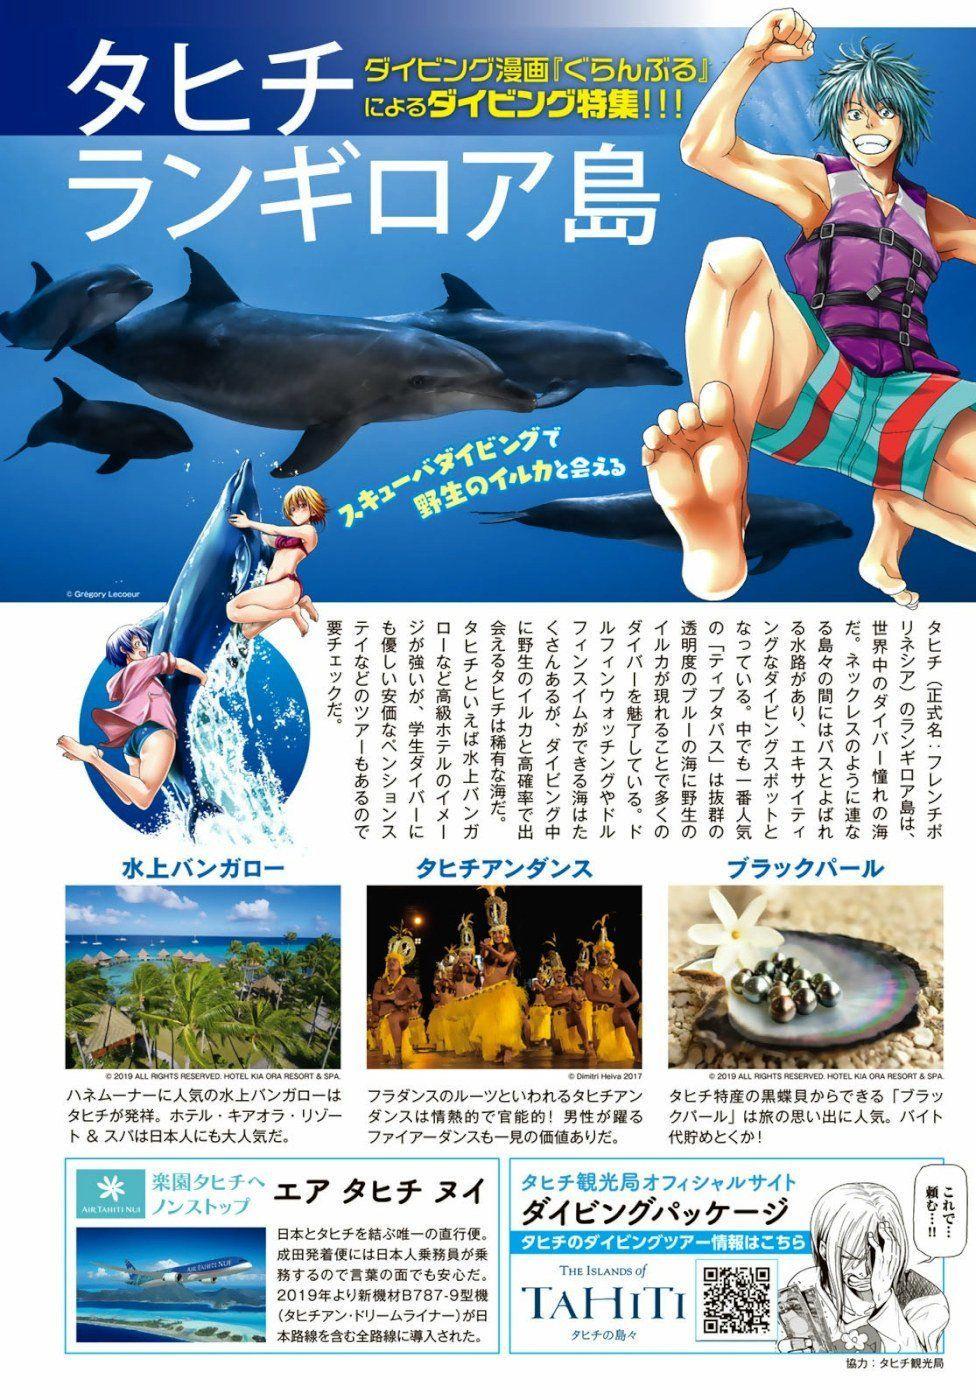 タヒチ
ランギロア島
ダイビング漫画『ぐらんぶる』
によるダイビング特集!!!
スキューバダイビングで
野生のイルカと会える
© Grégory Lecoeur
タヒチ（正式名：フレンチポ
リネシア）のランギロア島は、
世界中のダイバー憧れの海
だ。ネックレスのように連な
る島々の間にはパスとよばれ
る水路があり、エキサイティ
ングなダイビングスポットと
なっている。中でも一番人気
の「ティプタパス」は抜群の
透明度のブルーの海に野生の
イルカが現れることで多くの
ダイバーを魅了している。ド
ルフィンウォッチングやドル
フィンスイムができる海はた
くさんあるが、ダイビング中
に野生のイルカと高確率で出
会えるタヒチは稀有な海だ。
タヒチといえば水上バンガ
ローなど高級ホテルのイメー
ジが強いが、学生ダイバーに
も優しい安価なペンションス
テイなどのツアーもあるので
要チェックだ。
水上バンガロー
© 2019 ALL RIGHTS RESERVED. HOTEL KIA ORA RESORT & SPA.
ハネムーナーに人気の水上バンガローは
タヒチが発祥。ホテル・キアオラ・リゾー
ト & スパは日本人にも大人気だ。
タヒチアンダンス
© Dimitri Heiva 2017
フラダンスのルーツといわれるタヒチアン
ダンスは情熱的で官能的! 男性が躍る
ファイアーダンスも一見の価値ありだ。
ブラックパール
© 2019 ALL RIGHTS RESERVED. HOTEL KIA ORA RESORT & SPA.
タヒチ特産の黒蝶貝からできる「ブラッ
クパール」は旅の思い出に人気。バイト
代貯めとくか!
AIR TAHITI NUI
楽園タヒチへ
ノンストップ
エア タヒチ ヌイ
AIR TAHITI NUI
日本とタヒチを結ぶ唯一の直行便。
成田発着便には日本人乗務員が乗
務するので言葉の面でも安心だ。
2019年より新機材B787-9型機
（タヒチアン・ドリームライナー）が日
本路線を含む全路線に導入された。
タヒチ観光局オフィシャルサイト
ダイビングパッケージ
タヒチのダイビングツアー情報はこちら
THE ISLANDS of
TAHITI
タヒチの島々
これで…
頼む…!!
協力：タヒチ観光局